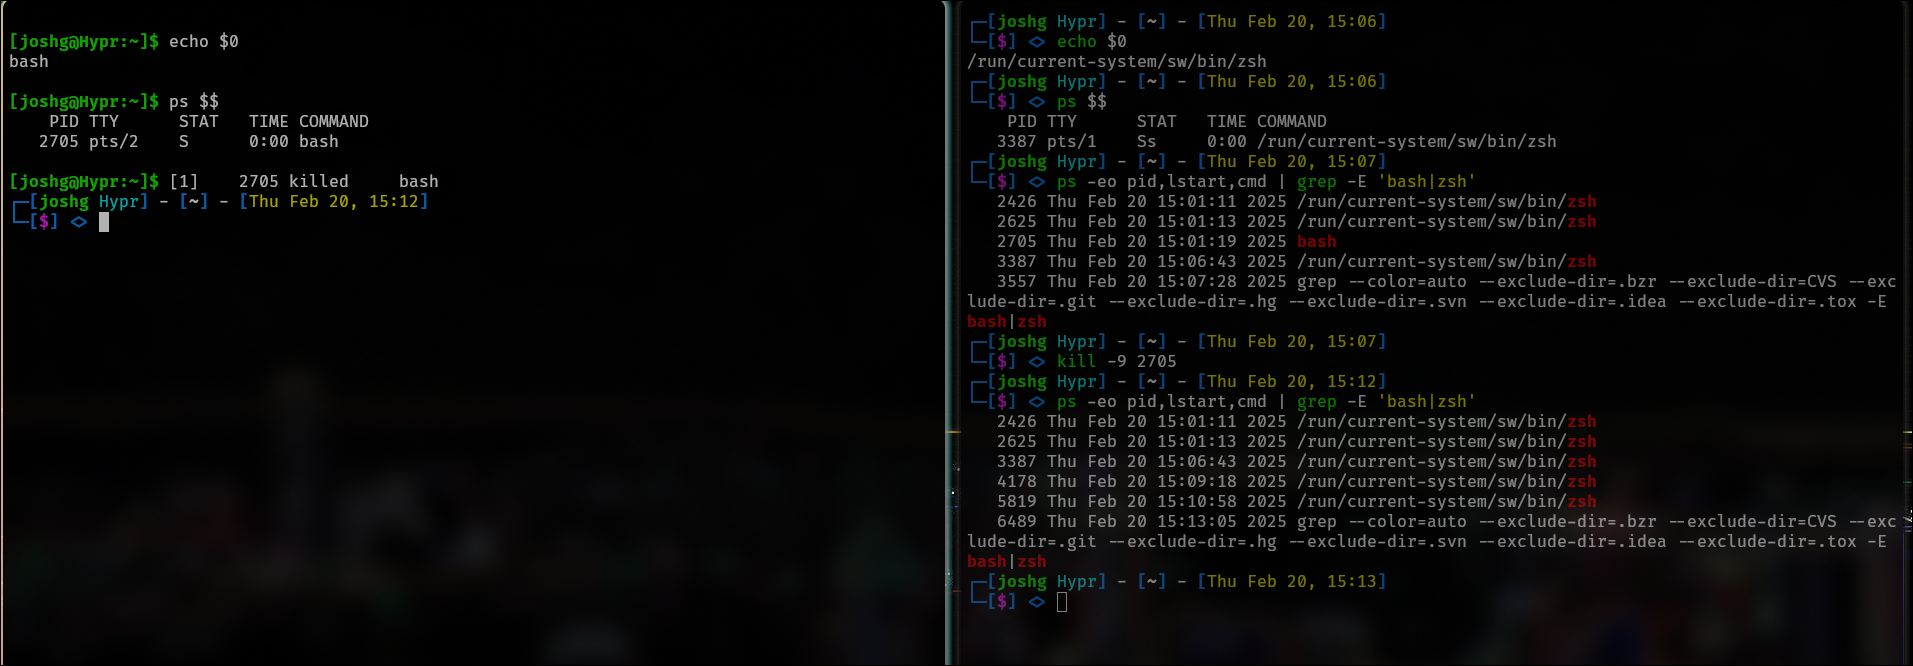 [joshg@Hypr:~]$ echo $0
bash
[joshg@Hypr:~]$ ps $$
    PID TTY      STAT   TIME COMMAND
   2705 pts/2    S      0:00 bash
[joshg@Hypr:~]$ [1]    2705 killed     bash
┌─[joshg Hypr] - [~] - [Thu Feb 20, 15:12]
└─[$] <>
┌─[joshg Hypr] - [~] - [Thu Feb 20, 15:06]
└─[$] <> echo $0
/run/current-system/sw/bin/zsh
┌─[joshg Hypr] - [~] - [Thu Feb 20, 15:06]
└─[$] <> ps $$
    PID TTY      STAT   TIME COMMAND
   3387 pts/1    Ss     0:00 /run/current-system/sw/bin/zsh
┌─[joshg Hypr] - [~] - [Thu Feb 20, 15:07]
└─[$] <> ps -eo pid,lstart,cmd | grep -E 'bash|zsh'
   2426 Thu Feb 20 15:01:11 2025 /run/current-system/sw/bin/zsh
   2625 Thu Feb 20 15:01:13 2025 /run/current-system/sw/bin/zsh
   2705 Thu Feb 20 15:01:19 2025 bash
   3387 Thu Feb 20 15:06:43 2025 /run/current-system/sw/bin/zsh
   3557 Thu Feb 20 15:07:28 2025 grep --color=auto --exclude-dir=.bzr --exclude-dir=CVS --exc
lude-dir=.git --exclude-dir=.hg --exclude-dir=.svn --exclude-dir=.idea --exclude-dir=.tox -E
bash|zsh
┌─[joshg Hypr] - [~] - [Thu Feb 20, 15:07]
└─[$] <> kill -9 2705
┌─[joshg Hypr] - [~] - [Thu Feb 20, 15:12]
└─[$] <> ps -eo pid,lstart,cmd | grep -E 'bash|zsh'
   2426 Thu Feb 20 15:01:11 2025 /run/current-system/sw/bin/zsh
   2625 Thu Feb 20 15:01:13 2025 /run/current-system/sw/bin/zsh
   3387 Thu Feb 20 15:06:43 2025 /run/current-system/sw/bin/zsh
   4178 Thu Feb 20 15:09:18 2025 /run/current-system/sw/bin/zsh
   5819 Thu Feb 20 15:10:58 2025 /run/current-system/sw/bin/zsh
   6489 Thu Feb 20 15:13:05 2025 grep --color=auto --exclude-dir=.bzr --exclude-dir=CVS --exc
lude-dir=.git --exclude-dir=.hg --exclude-dir=.svn --exclude-dir=.idea --exclude-dir=.tox -E
bash|zsh
┌─[joshg Hypr] - [~] - [Thu Feb 20, 15:13]
└─[$] <>